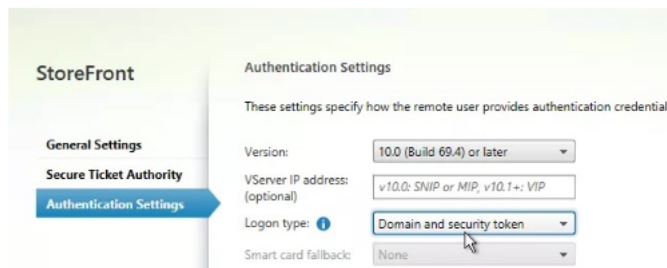 StoreFront
General Settings
Secure Ticket Authority
Authentication Settings
Authentication Settings
These settings specify how the remote user provides authentication credential
Version:
10.0 (Build 69.4) or later
VServer IP address:
(optional)
v10.0: SNIP or MIP, v10.1+: VIP
Logon type:
Domain and security token
Smart card fallback:
None